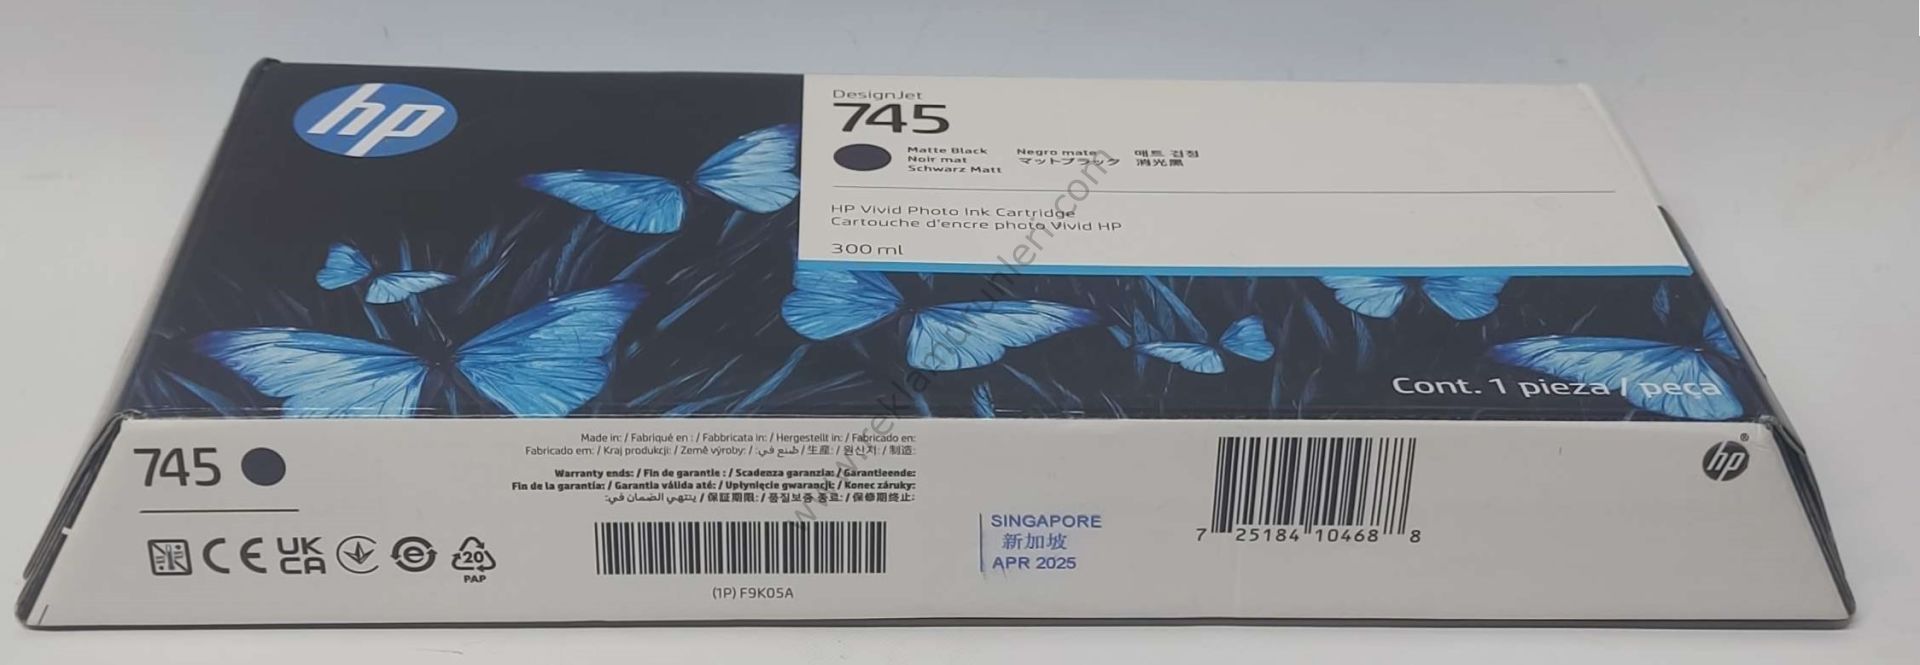 hp
DesignJet
745
Matte Black
Noir mat
Schwarz Matt
Negro mate
マットブラック
매트 검정
消光黒
HP Vivid Photo Ink Cartridge
Cartouche d'encre photo Vivid HP
300 ml
Cont. 1 pieza / peça
745
Made in: / Fabriqué en : / Fabbricata in: / Hergestellt in: / Fabricado en:
Fabricado em: / Kraj produkcji: / Země výroby: / صنع في: / 生産: / 원산지: / 制造:
Warranty ends: / Fin de garantie : / Scadenza garanzia: / Garantieende:
Fin de la garantía: / Garantia válida até: / Upłynięcie gwarancji: / Konec záruky:
ينتهي الضمان في: / 保証期限: / 품질보증 종료: / 保修期终止:
CE
UK
CA
e
20
PAP
(1P) F9K05A
SINGAPORE
新加坡
APR 2025
7 25184 10468 8
hp®
www.reklamuruhleri.com